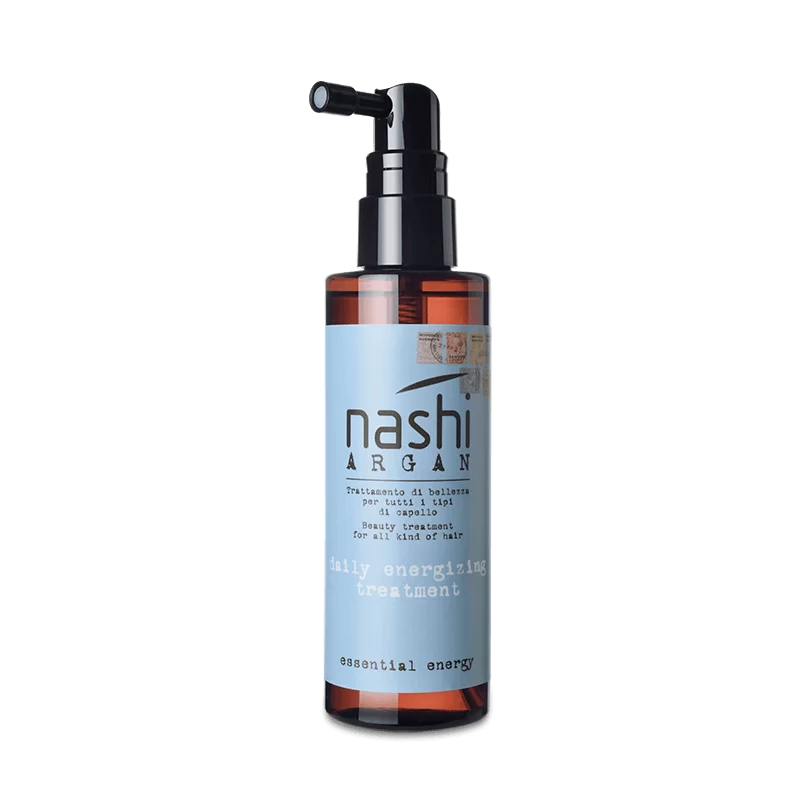 nashi
ARGAN
Trattamento di bellezza
per tutti i tipi
di capello
Beauty treatment
for all kind of hair
daily energizing
treatment
essential energy